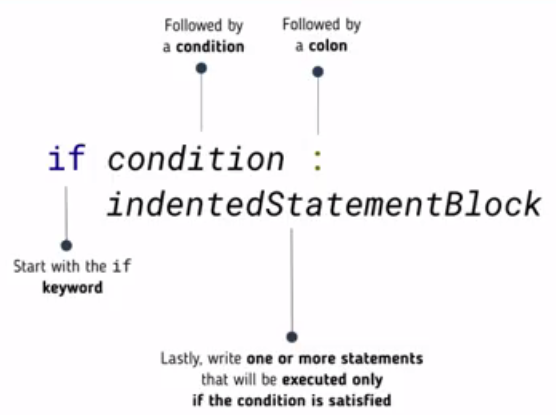 Followed by
a condition
Followed by
a colon
if condition :
indentedStatementBlock
Start with the if
keyword
Lastly, write one or more statements
that will be executed only
if the condition is satisfied